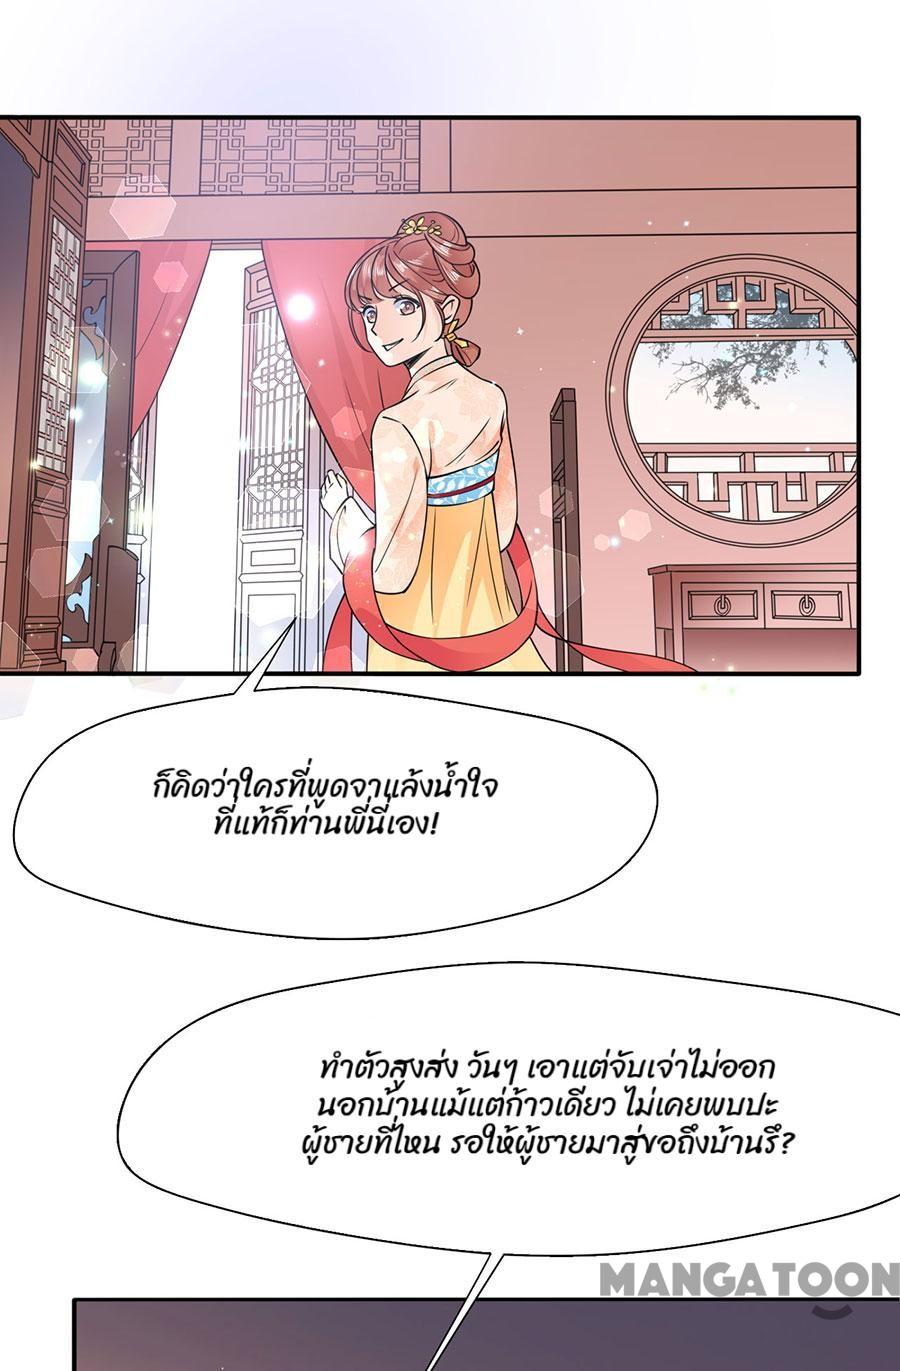 ก็คิดว่าใครที่พูดจาแล้งน้ำใจ
ที่แท้ก็ท่านพี่นี่เอง!
ทำตัวสูงส่ง วันๆ เอาแต่จับเจ่าไม่ออก
นอกบ้านแม้แต่ก้าวเดียว ไม่เคยพบปะ
ผู้ชายที่ไหน รอให้ผู้ชายมาสู่ขอถึงบ้านรึ?
MANGATOON